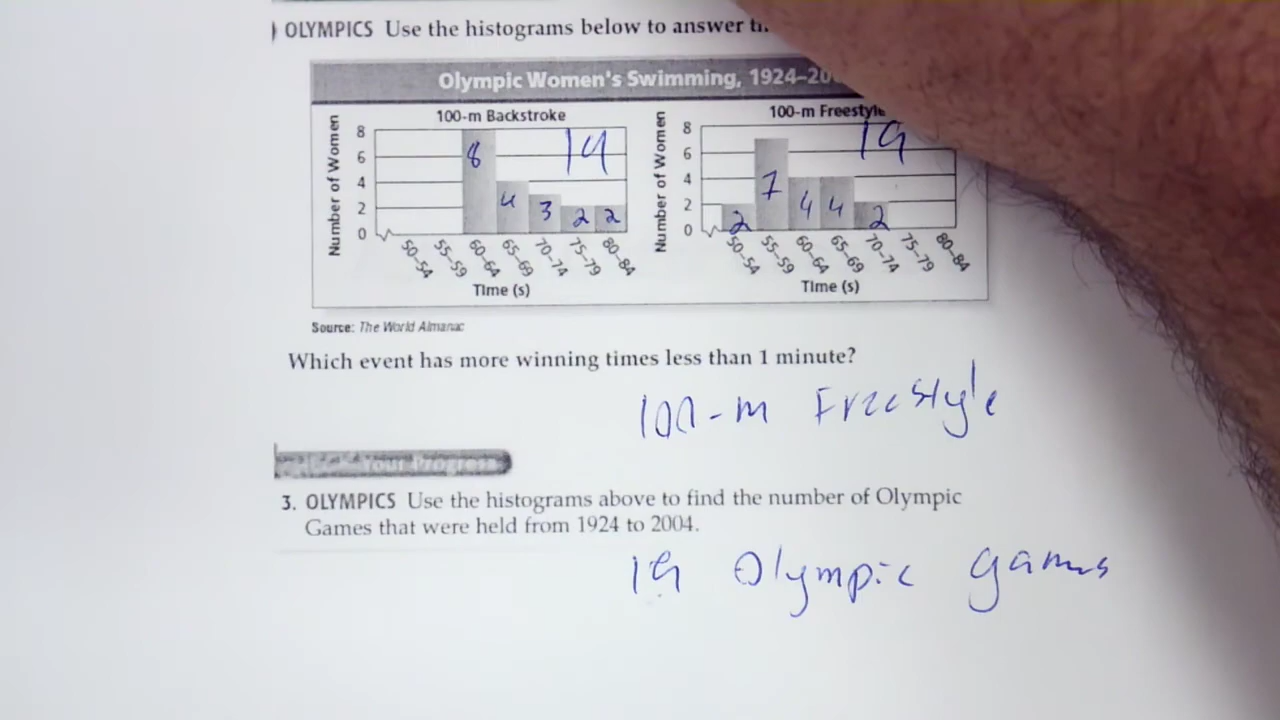 OLYMPICS Use the histograms below to answer
Olympic Women's Swimming, 1924–20
100-m Backstroke
Number of Women
8
6
4
2
0
8
4
3
2
2
19
50–54
55–59
60–64
65–69
70–74
75–79
80–84
Time (s)
100-m Freestyle
Number of Women
8
6
4
2
0
2
7
4
4
2
19
50–54
55–59
60–64
65–69
70–74
75–79
80–84
Time (s)
Source: The World Almanac
Which event has more winning times less than 1 minute?
100-m Freestyle
Your Progress
3. OLYMPICS Use the histograms above to find the number of Olympic
Games that were held from 1924 to 2004.
19 Olympic games